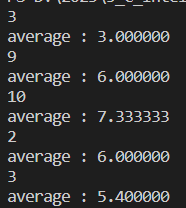 3
average : 3.000000
9
average : 6.000000
10
average : 7.333333
2
average : 6.000000
3
average : 5.400000